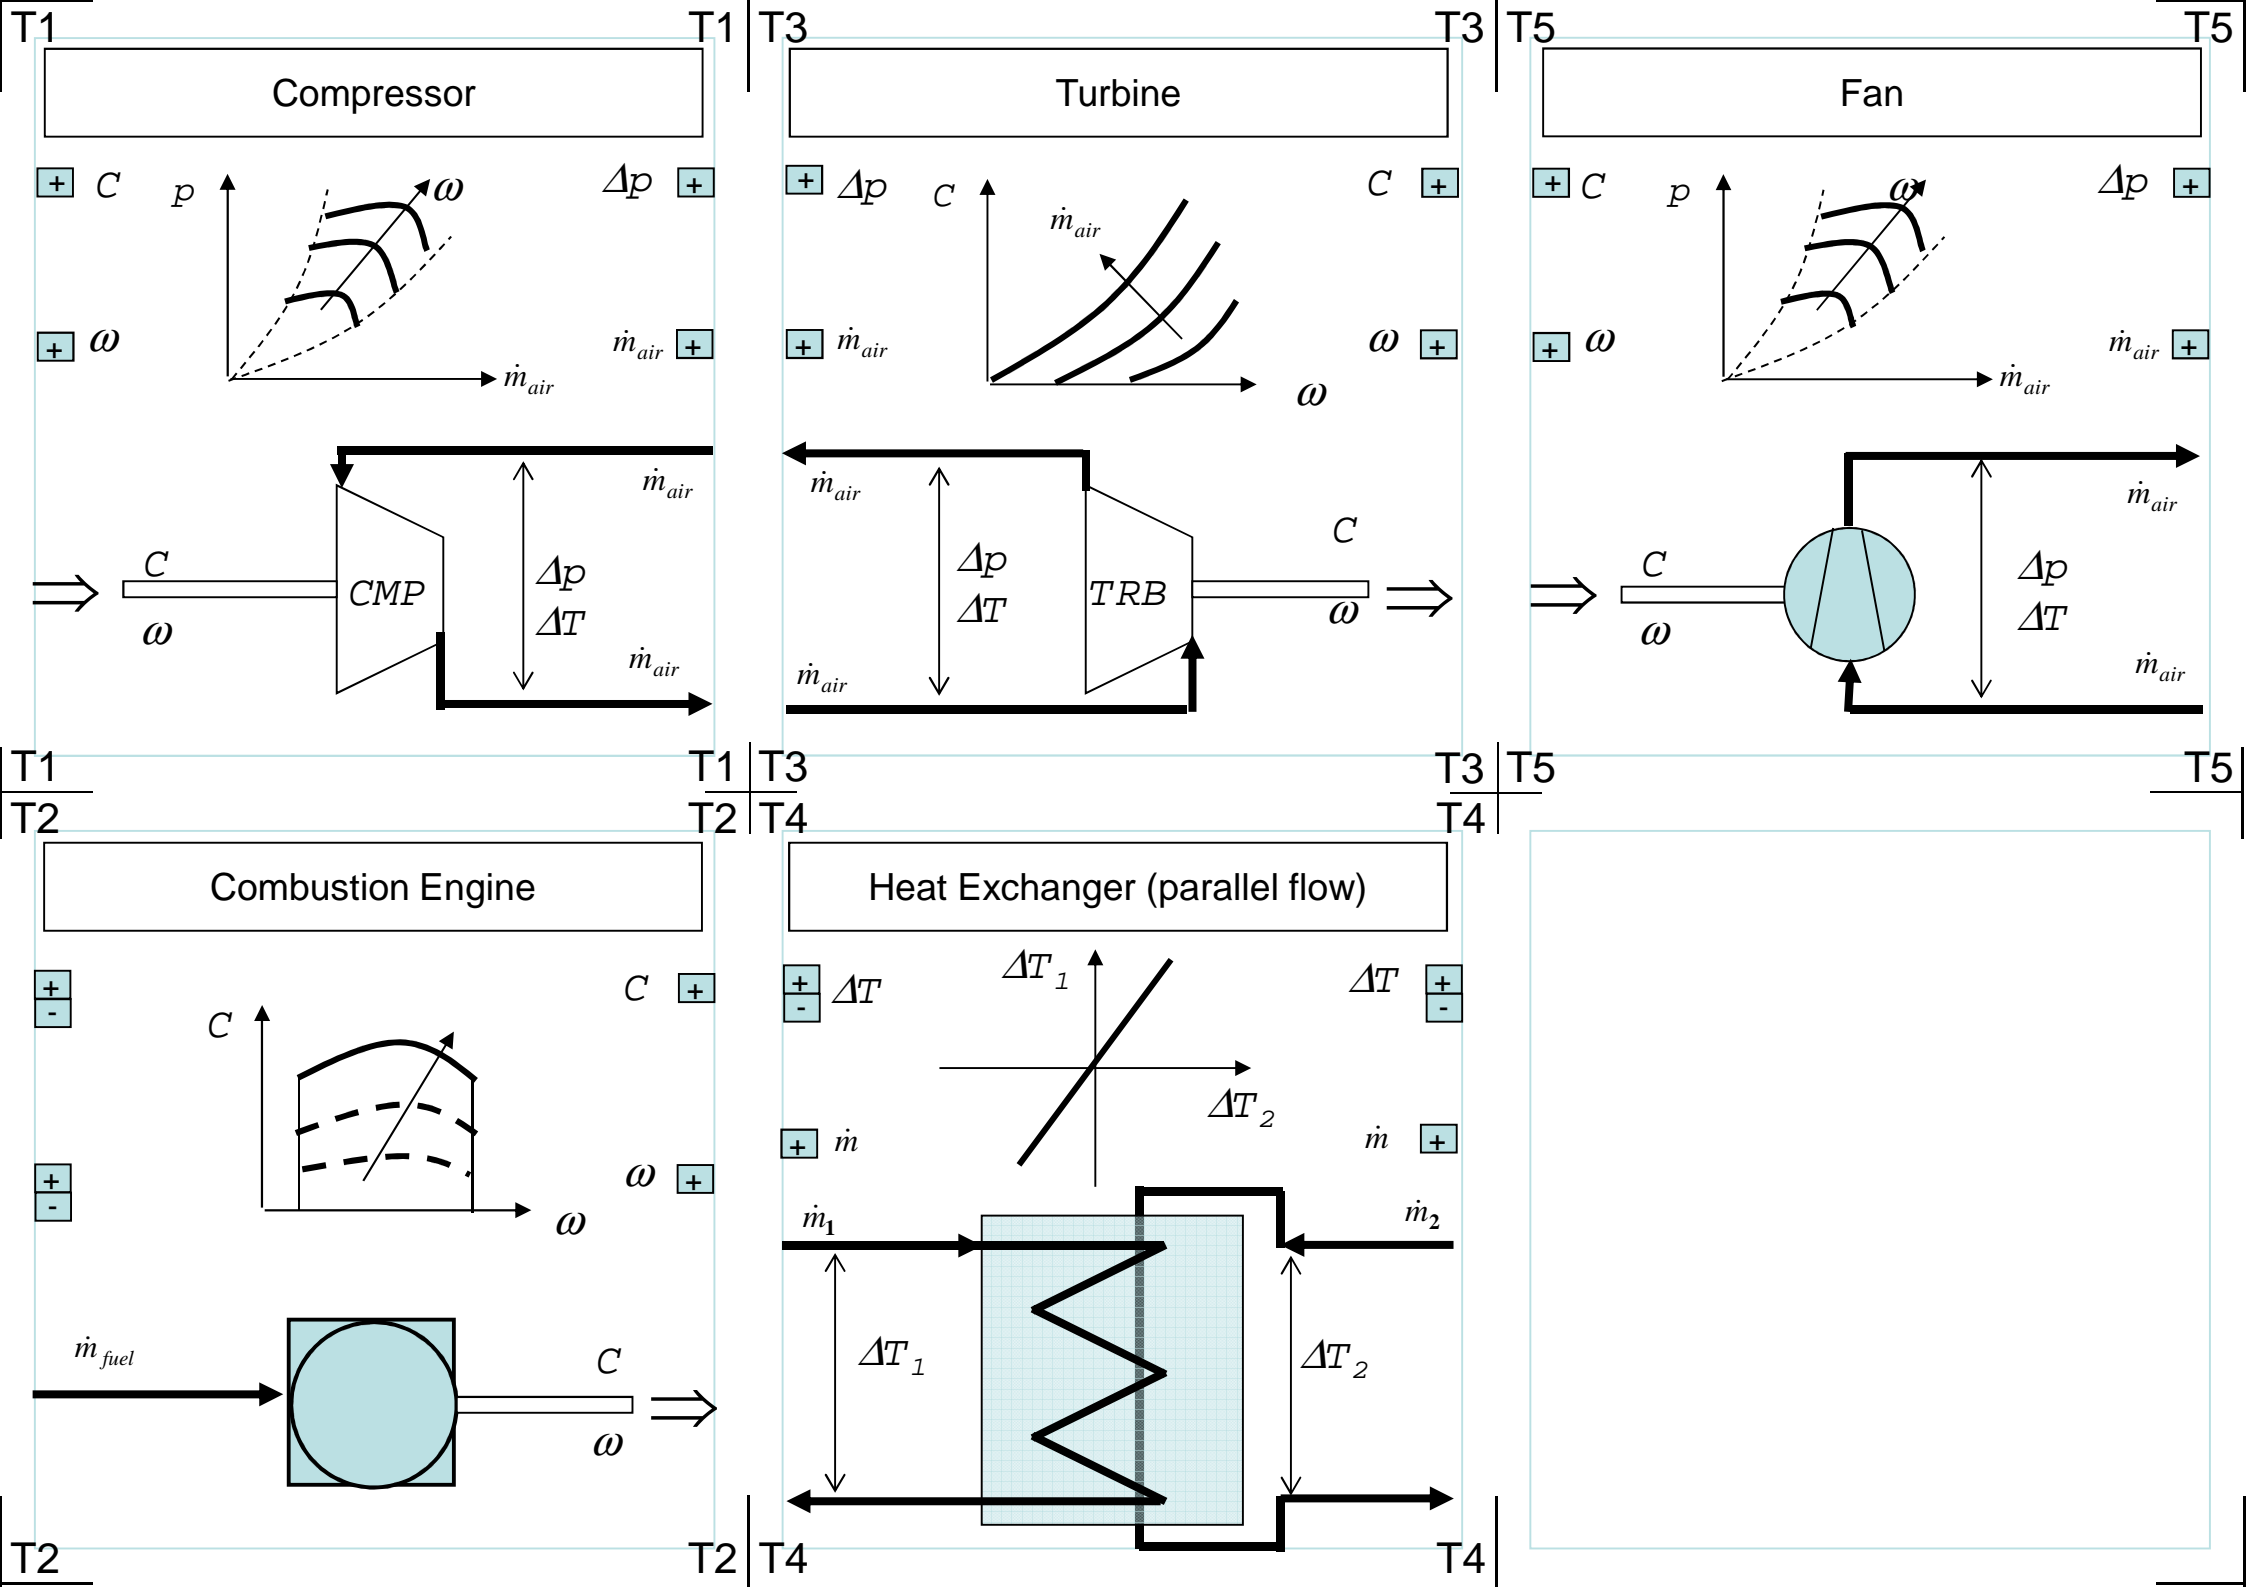 T1 T1
Compressor
+ C
p
ω
Δp +
+ ω
ṁair +
ṁair
ṁair
C
CMP
Δp
ΔT
ω
ṁair
T1 T1
T3 T3
Turbine
+ Δp
C
ṁair
C +
+ ṁair
ω +
ω
ṁair
C
Δp
ΔT
TRB
ω
ṁair
T3 T3
T5 T5
Fan
+ C
p
ω
Δp +
+ ω
ṁair +
ṁair
ṁair
C
Δp
ΔT
ω
ṁair
T5 T5
T2 T2
Combustion Engine
+
-
C
C +
+
-
ω +
ω
ṁfuel
C
ω
T2 T2
T4 T4
Heat Exchanger (parallel flow)
+
-
ΔT
ΔT1
ΔT
+
-
ΔT2
+ ṁ
ṁ +
ṁ1
ṁ2
ΔT1
ΔT2
T4 T4